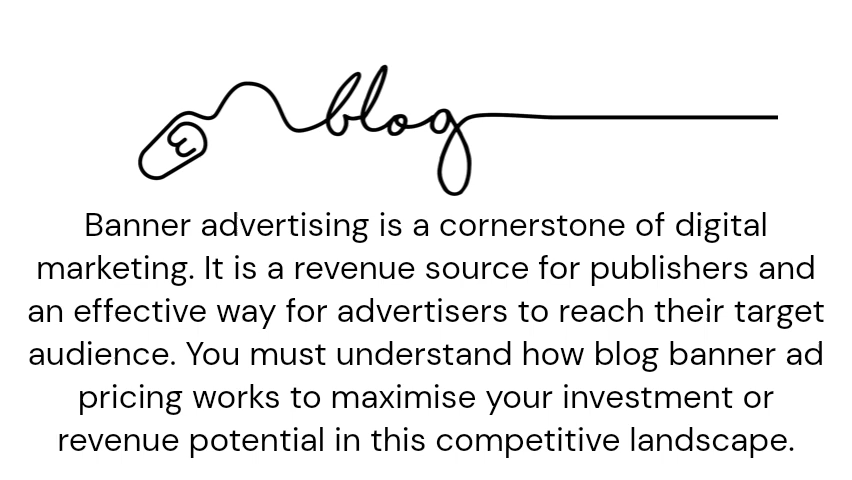 blog
Banner advertising is a cornerstone of digital
marketing. It is a revenue source for publishers and
an effective way for advertisers to reach their target
audience. You must understand how blog banner ad
pricing works to maximise your investment or
revenue potential in this competitive landscape.